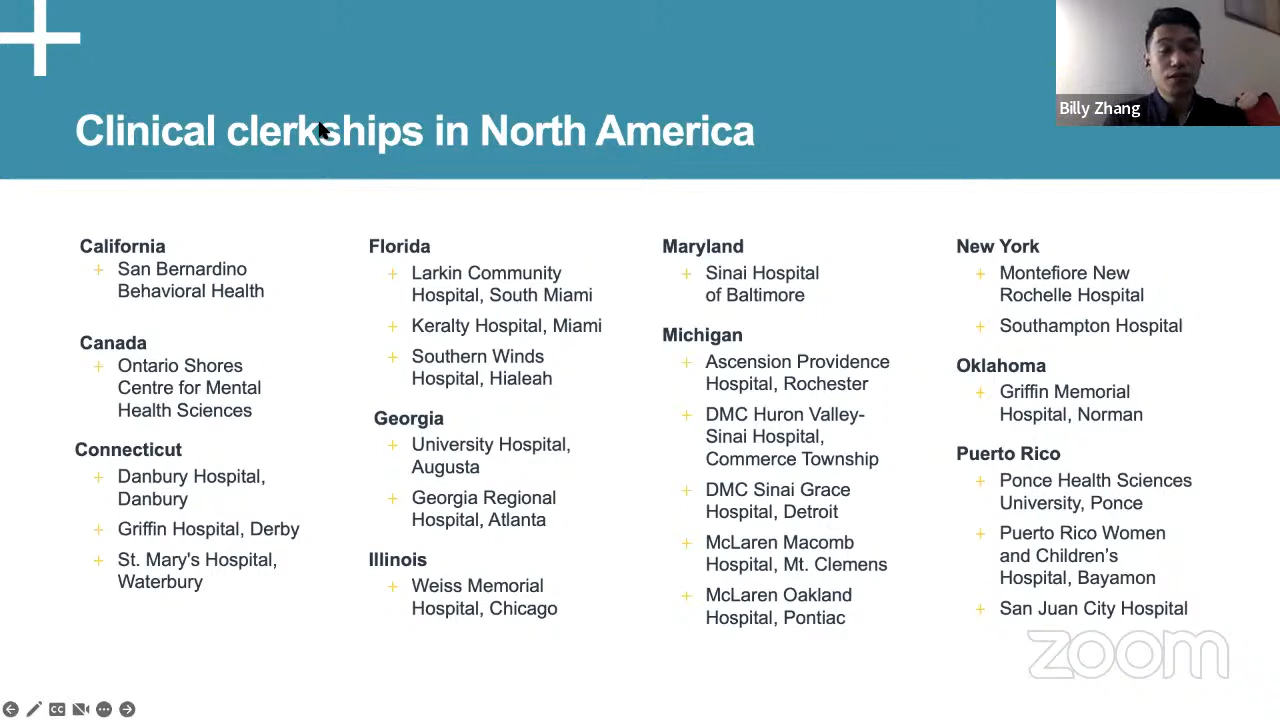 Clinical clerkships in North America
Billy Zhang
California
+ San Bernardino
Behavioral Health
Canada
+ Ontario Shores
Centre for Mental
Health Sciences
Connecticut
+ Danbury Hospital,
Danbury
+ Griffin Hospital, Derby
+ St. Mary's Hospital,
Waterbury
Florida
+ Larkin Community
Hospital, South Miami
+ Keralty Hospital, Miami
+ Southern Winds
Hospital, Hialeah
Georgia
+ University Hospital,
Augusta
+ Georgia Regional
Hospital, Atlanta
Illinois
+ Weiss Memorial
Hospital, Chicago
Maryland
+ Sinai Hospital
of Baltimore
Michigan
+ Ascension Providence
Hospital, Rochester
+ DMC Huron Valley-
Sinai Hospital,
Commerce Township
+ DMC Sinai Grace
Hospital, Detroit
+ McLaren Macomb
Hospital, Mt. Clemens
+ McLaren Oakland
Hospital, Pontiac
New York
+ Montefiore New
Rochelle Hospital
+ Southampton Hospital
Oklahoma
+ Griffin Memorial
Hospital, Norman
Puerto Rico
+ Ponce Health Sciences
University, Ponce
+ Puerto Rico Women
and Children’s
Hospital, Bayamon
+ San Juan City Hospital
zoom
CC